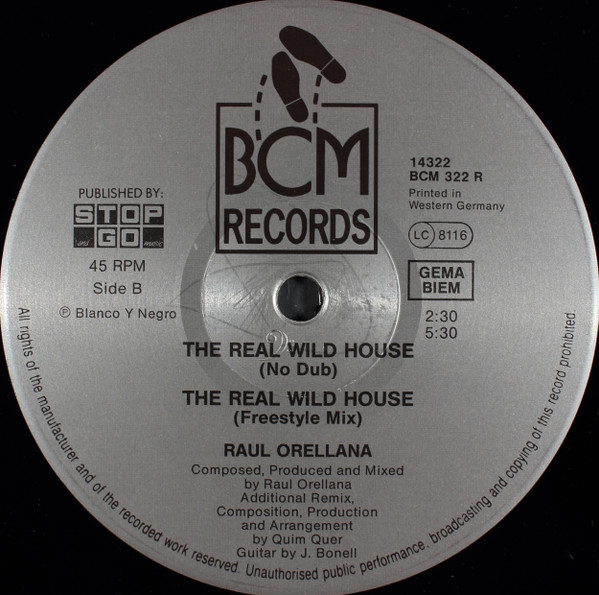 BCM
RECORDS
14322
BCM 322 R
Printed in
Western Germany
LC 8116
GEMA
BIEM
2:30
5:30
PUBLISHED BY:
STOP
and GO music
45 RPM
Side B
℗ Blanco Y Negro
THE REAL WILD HOUSE
(No Dub)
THE REAL WILD HOUSE
(Freestyle Mix)
RAUL ORELLANA
Composed, Produced and Mixed
by Raul Orellana
Additional Remix,
Composition, Production
and Arrangement
by Quim Quer
Guitar by J. Bonell
All rights of the manufacturer and of the recorded work reserved. Unauthorised public performance, broadcasting and copying of this record prohibited.